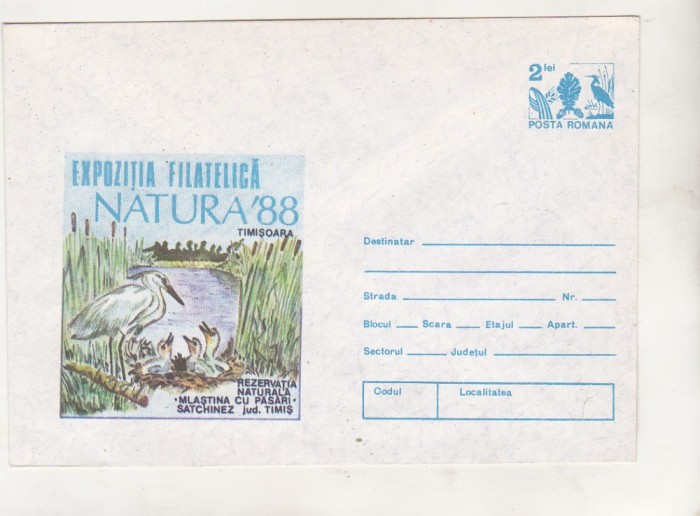 2 lei
POSTA ROMANA
EXPOZIȚIA FILATELICĂ
NATURA '88
TIMIȘOARA
REZERVAȚIA
NATURALĂ
"MLAȘTINA CU PĂSĂRI"
SATCHINEZ jud. TIMIȘ
Destinatar
Strada Nr.
Blocul Scara Etajul Apart.
Sectorul Județul
Codul Localitatea